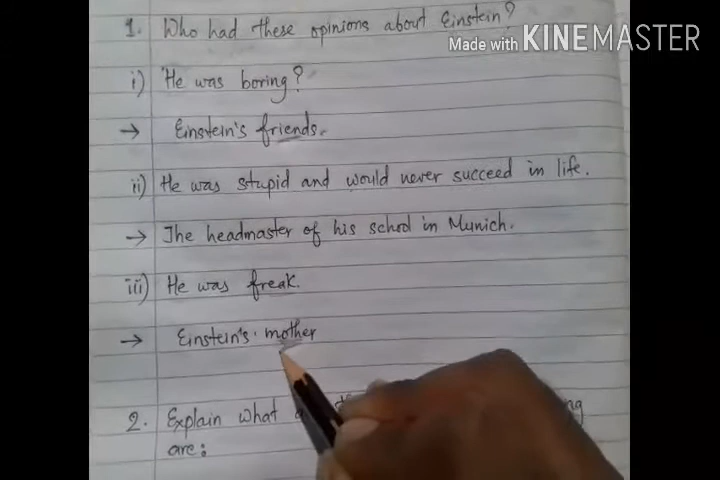 1. Who had these opinions about Einstein?
Made with KINEMASTER
i) 'He was boring?
→ Einstein's friends.
ii) He was stupid and would never succeed in life.
→ The headmaster of his school in Munich.
iii) He was freak.
→ Einstein's mother
2. Explain what
are: